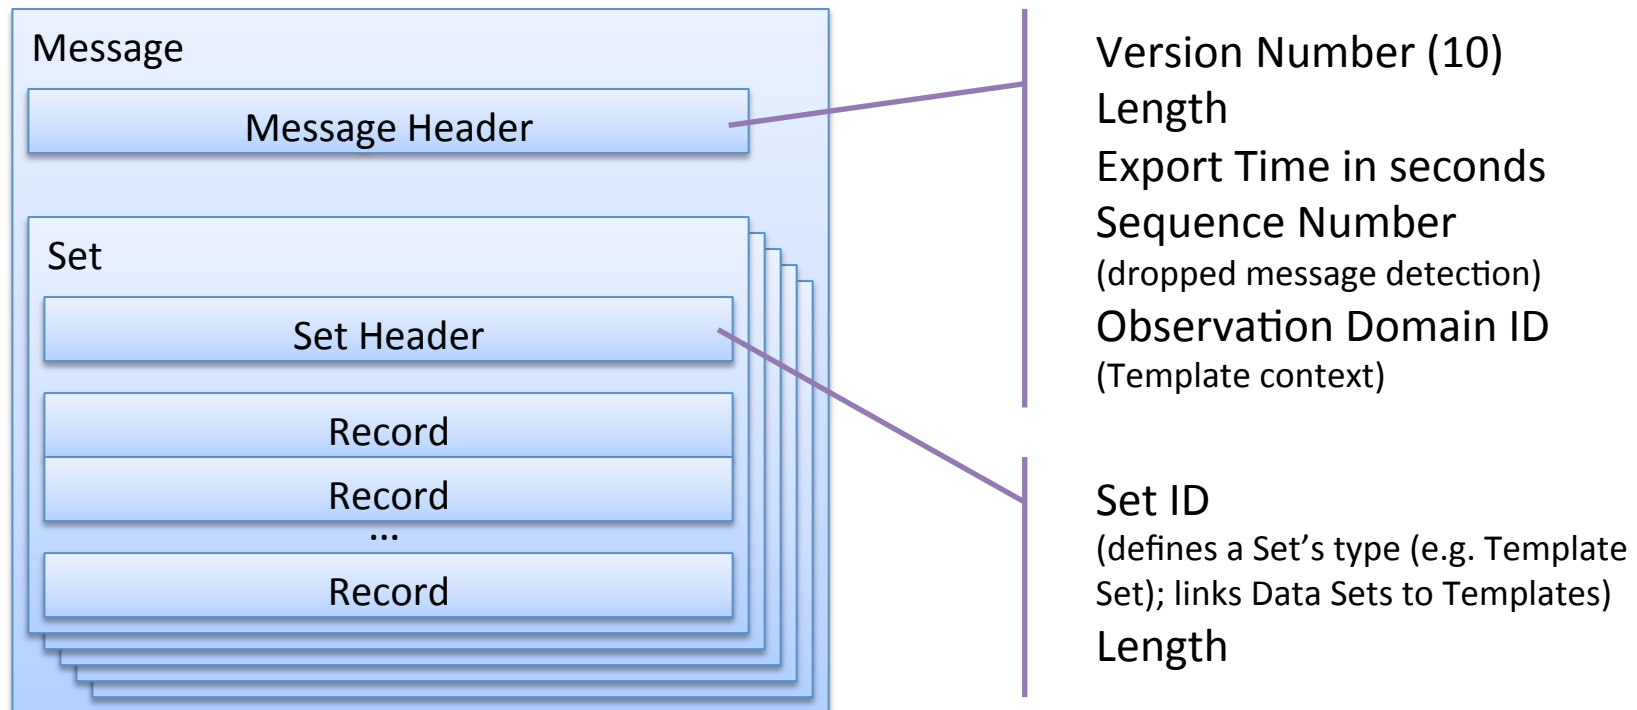 Message
Message Header
Set
Set Header
Record
Record
...
Record
Version Number (10)
Length
Export Time in seconds
Sequence Number
(dropped message detection)
Observation Domain ID
(Template context)
Set ID
(defines a Set’s type (e.g. Template
Set); links Data Sets to Templates)
Length